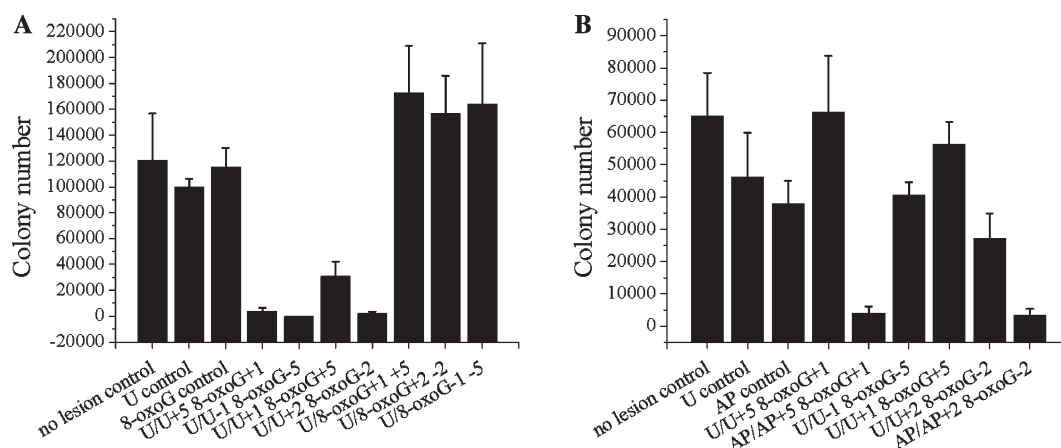 A
Colony number
220000
200000
180000
160000
140000
120000
100000
80000
60000
40000
20000
0
-20000
no lesion control
U control
8-oxoG control
U/U+5 8-oxoG+1
U/U-1 8-oxoG-5
U/U+1 8-oxoG+5
U/U+2 8-oxoG-2
U/8-oxoG+1 +5
U/8-oxoG+2 -2
U/8-oxoG-1 -5
B
Colony number
90000
80000
70000
60000
50000
40000
30000
20000
10000
0
no lesion control
U control
AP control
U/U+5 8-oxoG+1
AP/AP+5 8-oxoG+1
U/U-1 8-oxoG-5
U/U+1 8-oxoG+5
U/U+2 8-oxoG-2
AP/AP+2 8-oxoG-2